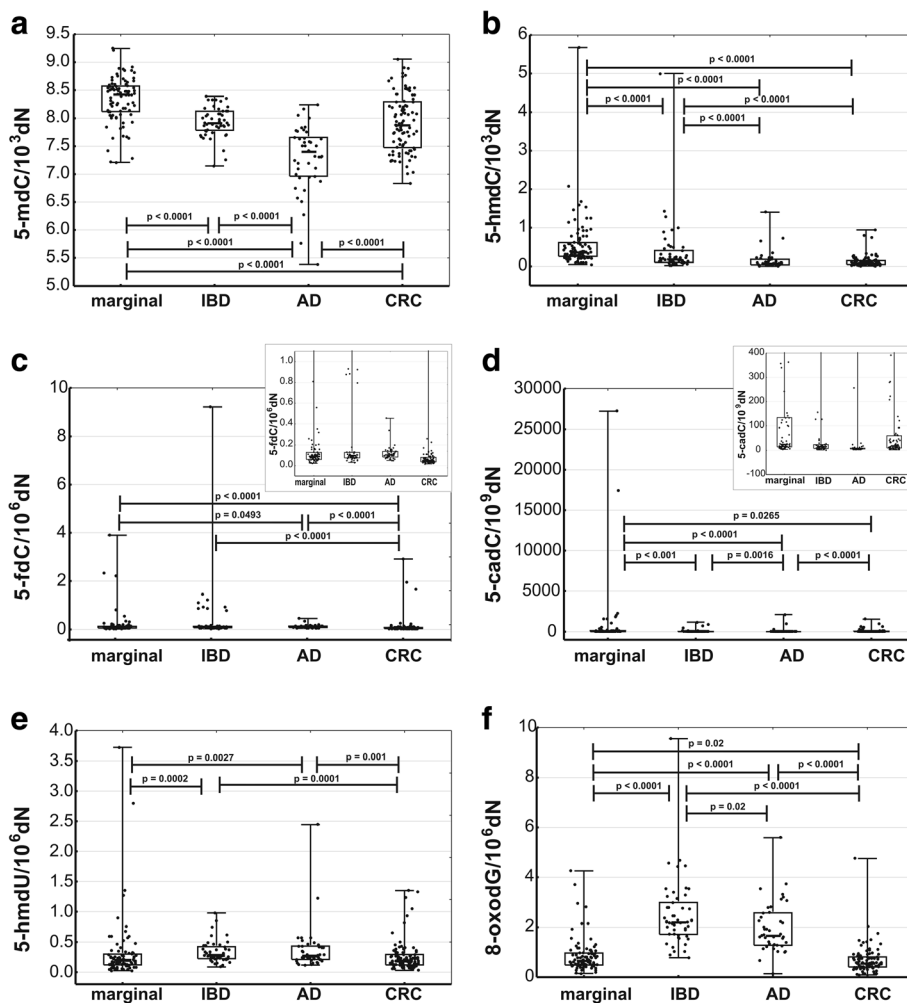 a
9.5
9.0
8.5
8.0
7.5
7.0
6.5
6.0
5.5
5.0
5-mdC/10³dN
p < 0.0001 p < 0.0001
p < 0.0001 p < 0.0001
p < 0.0001
marginal IBD AD CRC
b
6
5
4
3
2
1
0
5-hmdC/10³dN
p < 0.0001
p < 0.0001
p < 0.0001 p < 0.0001
p < 0.0001
marginal IBD AD CRC
c
10
8
6
4
2
0
5-fdC/10⁶dN
1.0
0.8
0.6
0.4
0.2
0.0
5-fdC/10⁶dN
marginal IBD AD CRC
p < 0.0001
p = 0.0493 p < 0.0001
p < 0.0001
marginal IBD AD CRC
d
30000
25000
20000
15000
10000
5000
0
5-cadC/10⁹dN
400
300
200
100
0
-100
5-cadC/10⁹dN
marginal IBD AD CRC
p = 0.0265
p < 0.0001
p < 0.001 p = 0.0016 p < 0.0001
marginal IBD AD CRC
e
4.0
3.5
3.0
2.5
2.0
1.5
1.0
0.5
0.0
5-hmdU/10⁶dN
p = 0.0027 p = 0.001
p = 0.0002 p = 0.0001
marginal IBD AD CRC
f
10
8
6
4
2
0
8-oxodG/10⁶dN
p = 0.02
p < 0.0001 p < 0.0001
p < 0.0001 p < 0.0001
p = 0.02
marginal IBD AD CRC